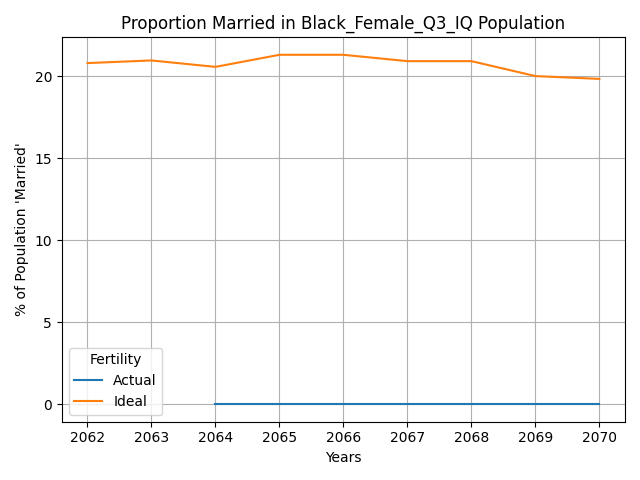 Proportion Married in Black_Female_Q3_IQ Population
% of Population 'Married'
20
15
10
5
0
Fertility
Actual
Ideal
2062 2063 2064 2065 2066 2067 2068 2069 2070
Years